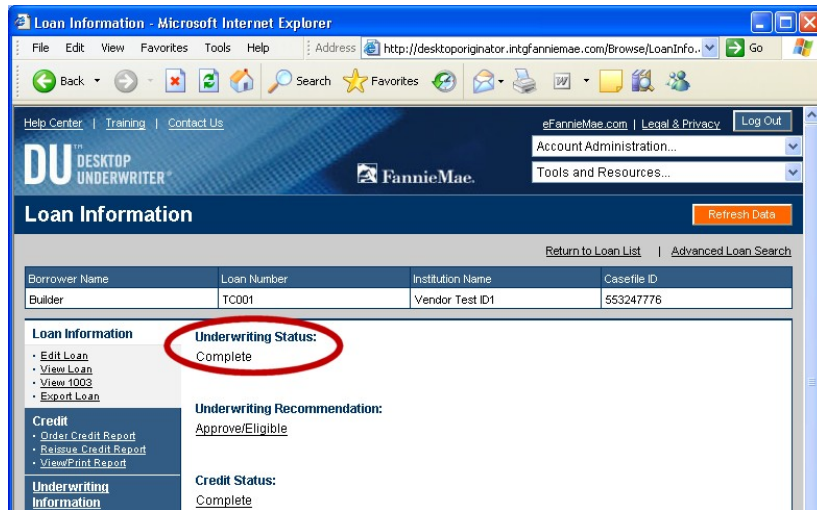 Loan Information - Microsoft Internet Explorer
File Edit View Favorites Tools Help Address http://desktoporiginator.intgfanniemae.com/Browse/LoanInfo.. Go
Back Search Favorites
Help Center | Training | Contact Us eFannieMae.com | Legal & Privacy Log Out
Account Administration...
DU™ DESKTOP UNDERWRITER® FannieMae. Tools and Resources...
Loan Information Refresh Data
Return to Loan List | Advanced Loan Search
Borrower Name Loan Number Institution Name Casefile ID
Builder TC001 Vendor Test ID1 553247776
Loan Information
· Edit Loan
· View Loan
· View 1003
· Export Loan
Credit
· Order Credit Report
· Reissue Credit Report
· View/Print Report
Underwriting
Information
Underwriting Status:
Complete
Underwriting Recommendation:
Approve/Eligible
Credit Status:
Complete